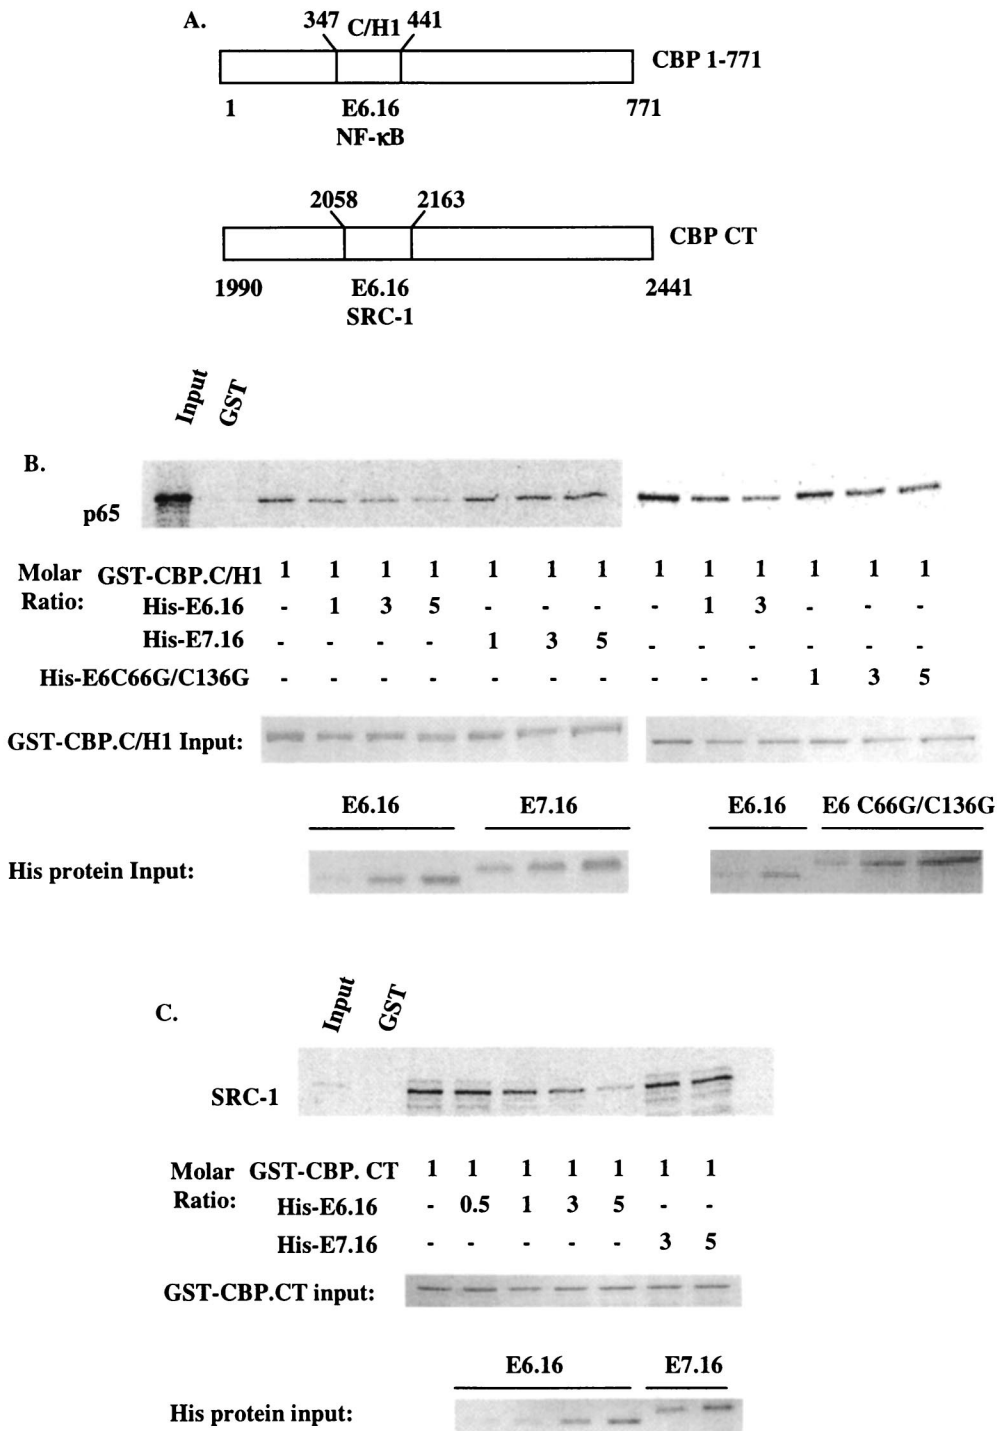 A.
347 C/H1 441
CBP 1-771
1 E6.16 771
NF-κB
2058 2163
CBP CT
1990 E6.16 2441
SRC-1
Input GST
B.
p65
Molar GST-CBP.C/H1 1 1 1 1 1 1 1 1 1 1 1 1 1
Ratio: His-E6.16 - 1 3 5 - - - - 1 3 - - -
His-E7.16 - - - - 1 3 5 - - - - - -
His-E6C66G/C136G - - - - - - - - - - 1 3 5
GST-CBP.C/H1 Input:
E6.16 E7.16 E6.16 E6 C66G/C136G
His protein Input:
C.
Input GST
SRC-1
Molar GST-CBP. CT 1 1 1 1 1 1 1
Ratio: His-E6.16 - 0.5 1 3 5 - -
His-E7.16 - - - - - 3 5
GST-CBP.CT input:
E6.16 E7.16
His protein input: